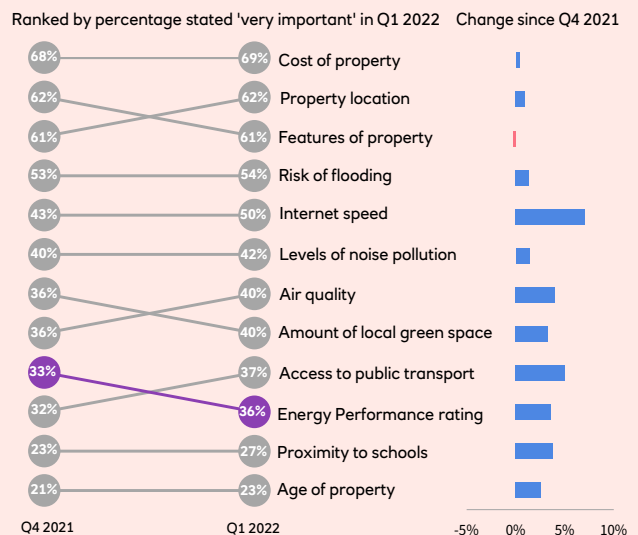 Ranked by percentage stated 'very important' in Q1 2022 Change since Q4 2021
68% 69% Cost of property
62% 62% Property location
61% 61% Features of property
53% 54% Risk of flooding
43% 50% Internet speed
40% 42% Levels of noise pollution
36% 40% Air quality
36% 40% Amount of local green space
33% 37% Access to public transport
32% 36% Energy Performance rating
23% 27% Proximity to schools
21% 23% Age of property
Q4 2021 Q1 2022 -5% 0% 5% 10%